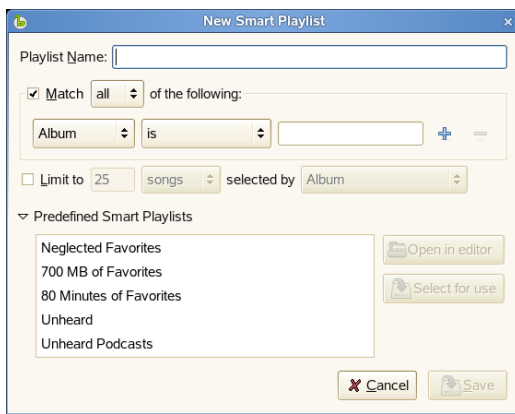 New Smart Playlist
Playlist Name:
Match all of the following:
Album is
Limit to 25 songs selected by Album
Predefined Smart Playlists
Neglected Favorites
700 MB of Favorites
80 Minutes of Favorites
Unheard
Unheard Podcasts
Open in editor
Select for use
Cancel Save